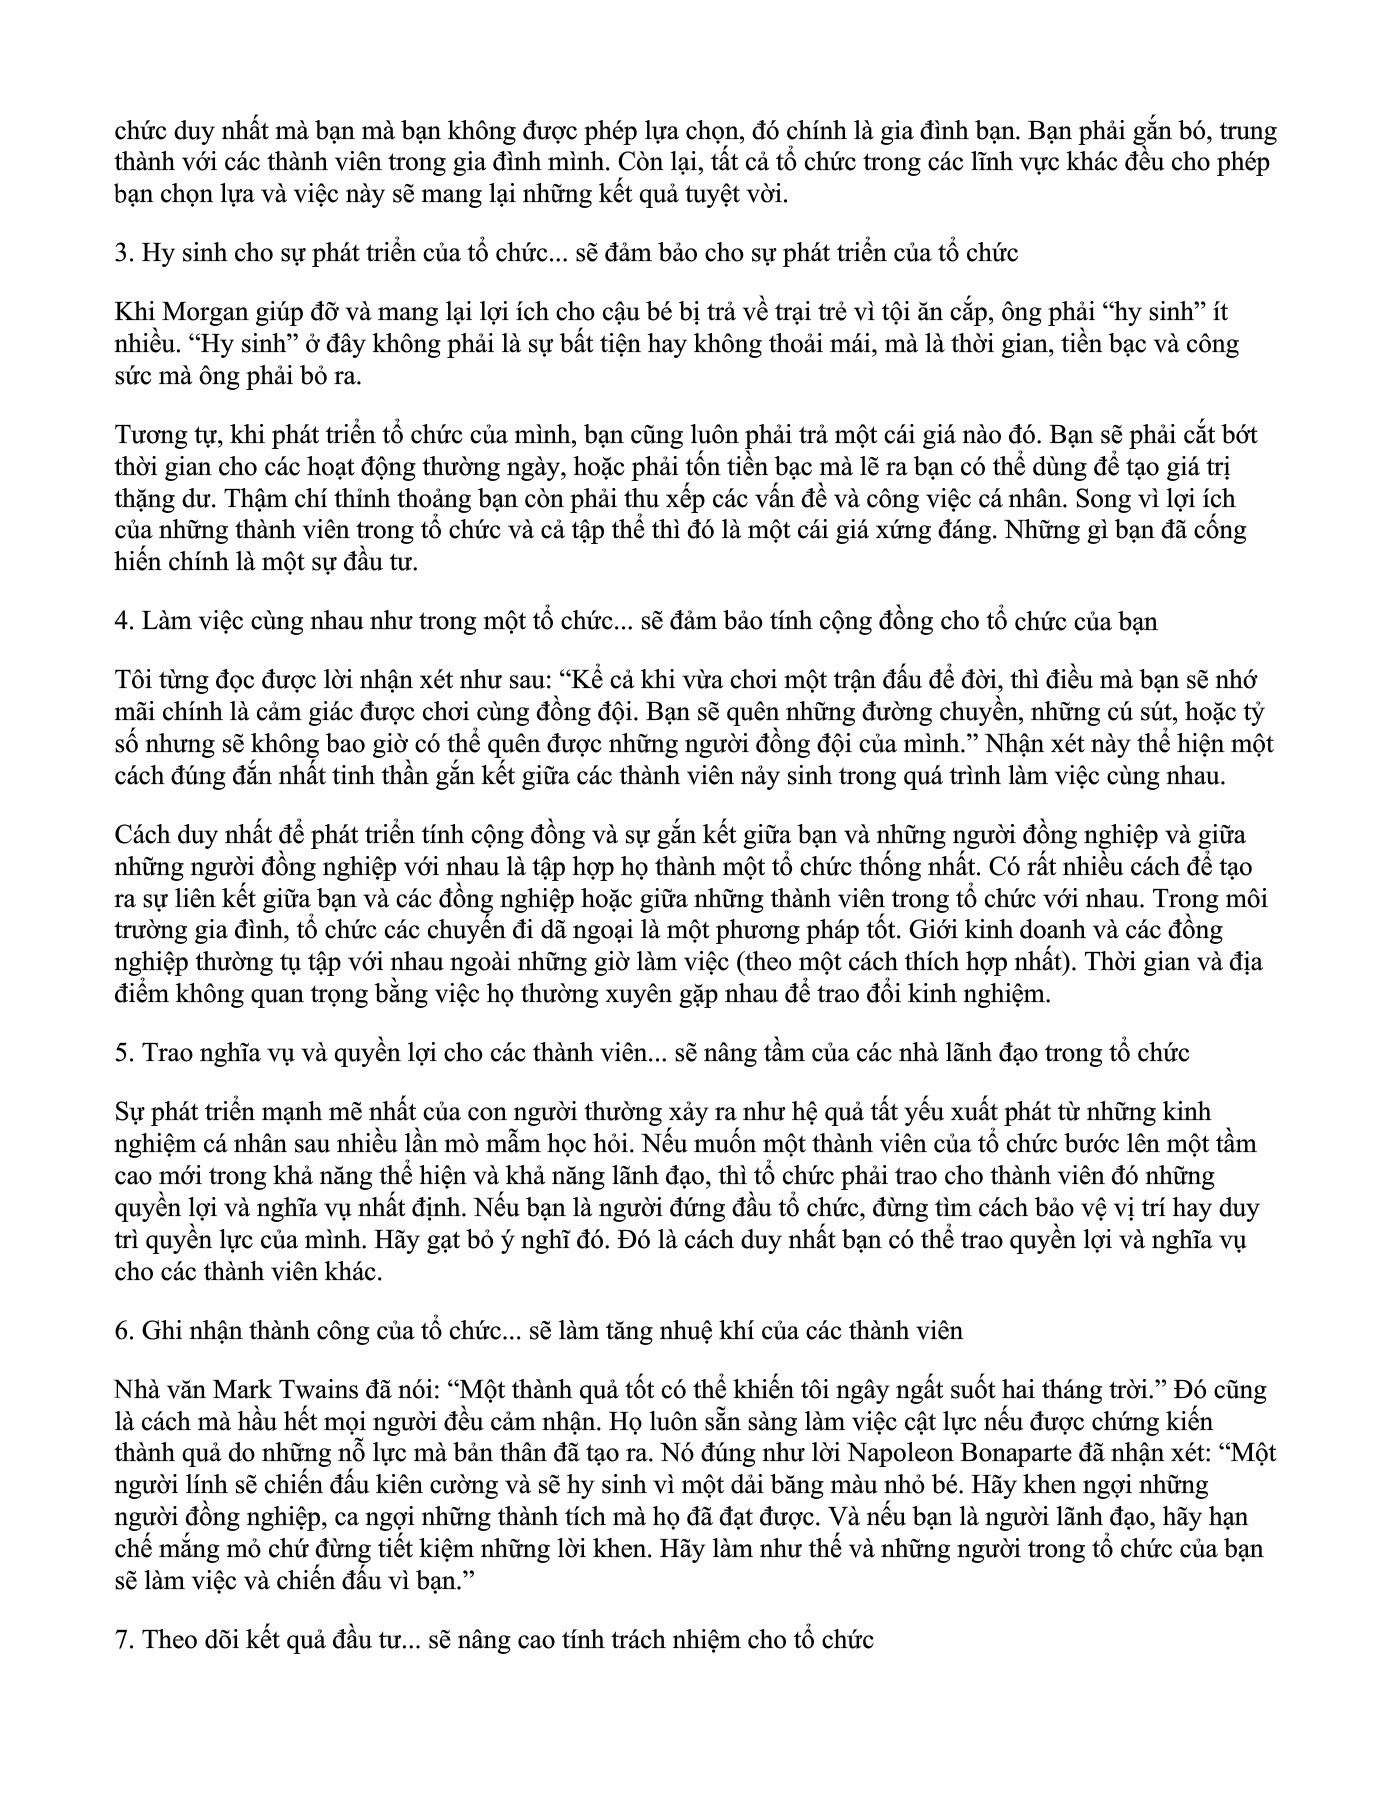 chức duy nhất mà bạn mà bạn không được phép lựa chọn, đó chính là gia đình bạn. Bạn phải gắn bó, trung
thành với các thành viên trong gia đình mình. Còn lại, tất cả tổ chức trong các lĩnh vực khác đều cho phép
bạn chọn lựa và việc này sẽ mang lại những kết quả tuyệt vời.
3. Hy sinh cho sự phát triển của tổ chức... sẽ đảm bảo cho sự phát triển của tổ chức
Khi Morgan giúp đỡ và mang lại lợi ích cho cậu bé bị trả về trại trẻ vì tội ăn cắp, ông phải “hy sinh” ít
nhiều. “Hy sinh” ở đây không phải là sự bất tiện hay không thoải mái, mà là thời gian, tiền bạc và công
sức mà ông phải bỏ ra.
Tương tự, khi phát triển tổ chức của mình, bạn cũng luôn phải trả một cái giá nào đó. Bạn sẽ phải cắt bớt
thời gian cho các hoạt động thường ngày, hoặc phải tốn tiền bạc mà lẽ ra bạn có thể dùng để tạo giá trị
thặng dư. Thậm chí thỉnh thoảng bạn còn phải thu xếp các vấn đề và công việc cá nhân. Song vì lợi ích
của những thành viên trong tổ chức và cả tập thể thì đó là một cái giá xứng đáng. Những gì bạn đã cống
hiến chính là một sự đầu tư.
4. Làm việc cùng nhau như trong một tổ chức... sẽ đảm bảo tính cộng đồng cho tổ chức của bạn
Tôi từng đọc được lời nhận xét như sau: “Kể cả khi vừa chơi một trận đấu để đời, thì điều mà bạn sẽ nhớ
mãi chính là cảm giác được chơi cùng đồng đội. Bạn sẽ quên những đường chuyền, những cú sút, hoặc tỷ
số nhưng sẽ không bao giờ có thể quên được những người đồng đội của mình.” Nhận xét này thể hiện một
cách đúng đắn nhất tinh thần gắn kết giữa các thành viên nảy sinh trong quá trình làm việc cùng nhau.
Cách duy nhất để phát triển tính cộng đồng và sự gắn kết giữa bạn và những người đồng nghiệp và giữa
những người đồng nghiệp với nhau là tập hợp họ thành một tổ chức thống nhất. Có rất nhiều cách để tạo
ra sự liên kết giữa bạn và các đồng nghiệp hoặc giữa những thành viên trong tổ chức với nhau. Trong môi
trường gia đình, tổ chức các chuyến đi dã ngoại là một phương pháp tốt. Giới kinh doanh và các đồng
nghiệp thường tụ tập với nhau ngoài những giờ làm việc (theo một cách thích hợp nhất). Thời gian và địa
điểm không quan trọng bằng việc họ thường xuyên gặp nhau để trao đổi kinh nghiệm.
5. Trao nghĩa vụ và quyền lợi cho các thành viên... sẽ nâng tầm của các nhà lãnh đạo trong tổ chức
Sự phát triển mạnh mẽ nhất của con người thường xảy ra như hệ quả tất yếu xuất phát từ những kinh
nghiệm cá nhân sau nhiều lần mò mẫm học hỏi. Nếu muốn một thành viên của tổ chức bước lên một tầm
cao mới trong khả năng thể hiện và khả năng lãnh đạo, thì tổ chức phải trao cho thành viên đó những
quyền lợi và nghĩa vụ nhất định. Nếu bạn là người đứng đầu tổ chức, đừng tìm cách bảo vệ vị trí hay duy
trì quyền lực của mình. Hãy gạt bỏ ý nghĩ đó. Đó là cách duy nhất bạn có thể trao quyền lợi và nghĩa vụ
cho các thành viên khác.
6. Ghi nhận thành công của tổ chức... sẽ làm tăng nhuệ khí của các thành viên
Nhà văn Mark Twains đã nói: “Một thành quả tốt có thể khiến tôi ngây ngất suốt hai tháng trời.” Đó cũng
là cách mà hầu hết mọi người đều cảm nhận. Họ luôn sẵn sàng làm việc cật lực nếu được chứng kiến
thành quả do những nỗ lực mà bản thân đã tạo ra. Nó đúng như lời Napoleon Bonaparte đã nhận xét: “Một
người lính sẽ chiến đấu kiên cường và sẽ hy sinh vì một dải băng màu nhỏ bé. Hãy khen ngợi những
người đồng nghiệp, ca ngợi những thành tích mà họ đã đạt được. Và nếu bạn là người lãnh đạo, hãy hạn
chế mắng mỏ chứ đừng tiết kiệm những lời khen. Hãy làm như thế và những người trong tổ chức của bạn
sẽ làm việc và chiến đấu vì bạn.”
7. Theo dõi kết quả đầu tư... sẽ nâng cao tính trách nhiệm cho tổ chức